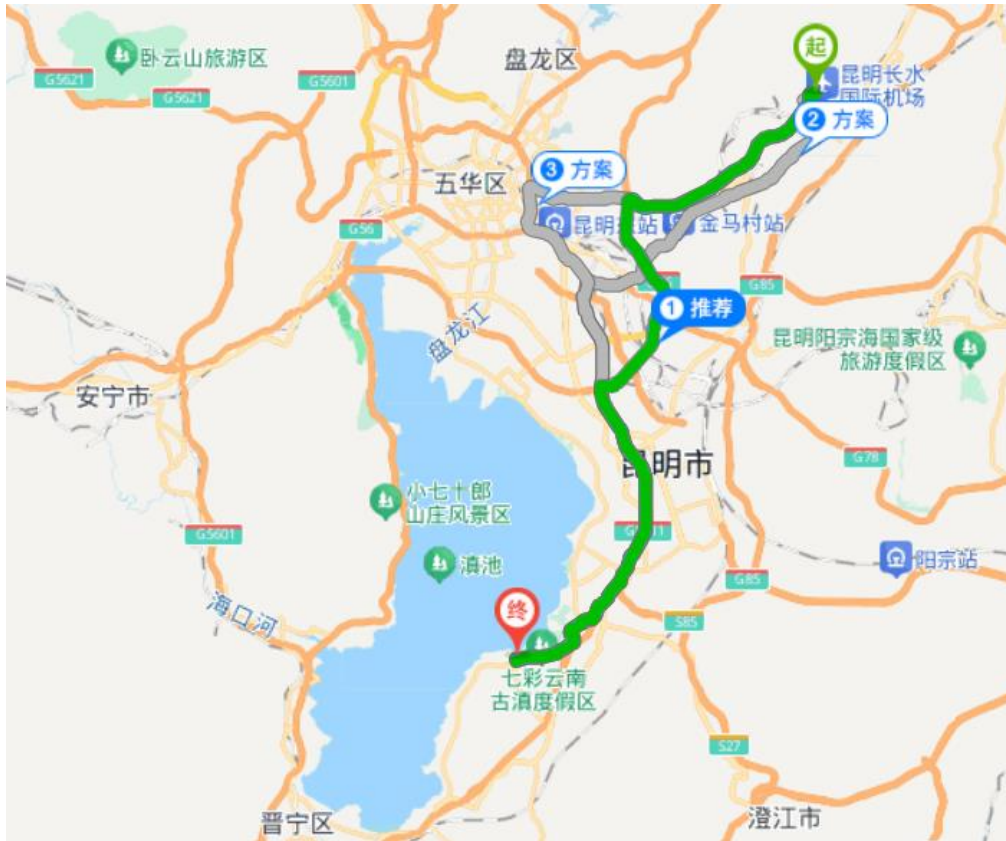 起
盘龙区
卧云山旅游区
G5621
G5621
G5601
昆明长水
国际机场
2 方案
3 方案
五华区
昆明东站
金马村站
G56
G85
1 推荐
盘龙江
昆明阳宗海国家级
旅游度假区
安宁市
昆明市
G78
小七十郎
山庄风景区
G5601
滇池
阳宗站
G85
海口河
终
S85
七彩云南
古滇度假区
S27
晋宁区
澄江市